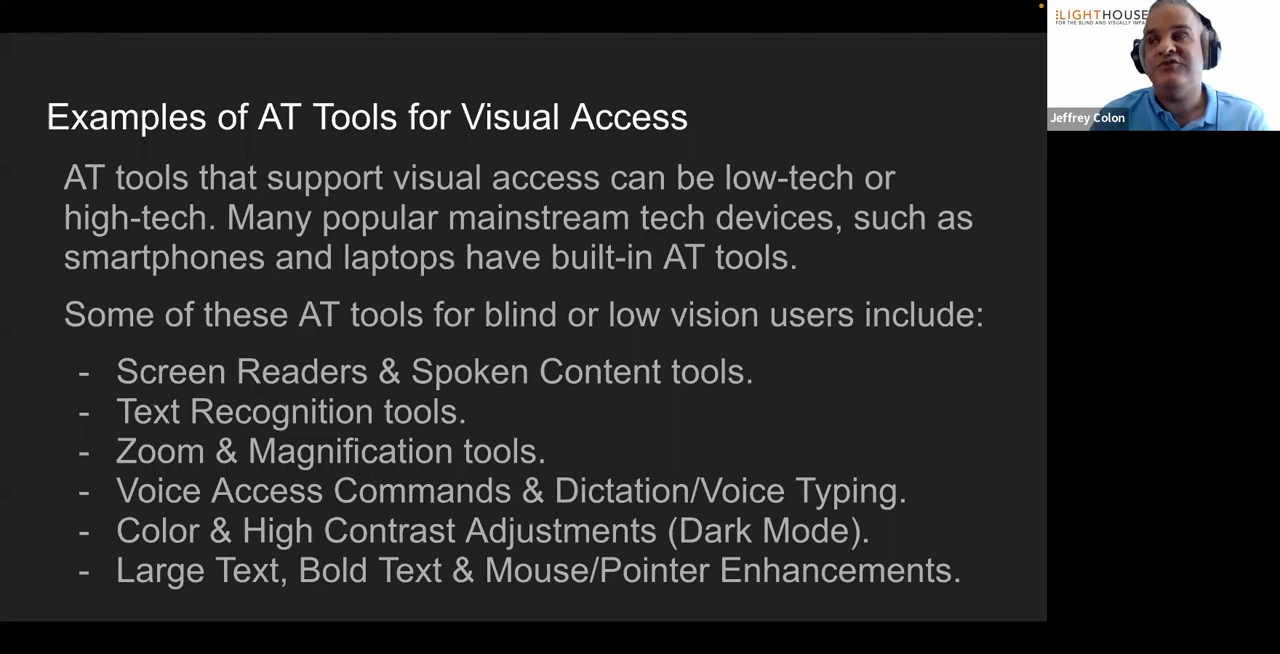 Examples of AT Tools for Visual Access
AT tools that support visual access can be low-tech or
high-tech. Many popular mainstream tech devices, such as
smartphones and laptops have built-in AT tools.
Some of these AT tools for blind or low vision users include:
- Screen Readers & Spoken Content tools.
- Text Recognition tools.
- Zoom & Magnification tools.
- Voice Access Commands & Dictation/Voice Typing.
- Color & High Contrast Adjustments (Dark Mode).
- Large Text, Bold Text & Mouse/Pointer Enhancements.
LIGHTHOUSE
FOR THE BLIND AND VISUALLY
Jeffrey Colon